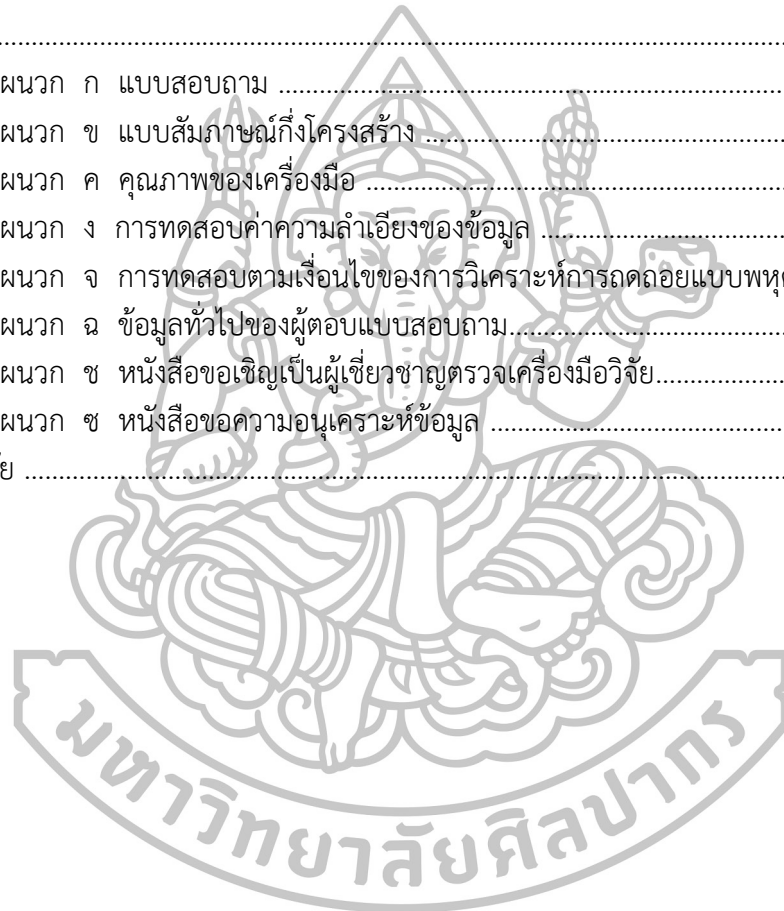 ................................................................................
ผนวก ก แบบสอบถาม ................................................................................
ผนวก ข แบบสัมภาษณ์กึ่งโครงสร้าง ................................................................
ผนวก ค คุณภาพของเครื่องมือ ................................................................
ผนวก ง การทดสอบค่าความลำเอียงของข้อมูล ................................................
ผนวก จ การทดสอบตามเงื่อนไขของการวิเคราะห์การถดถอยแบบพหุ
ผนวก ฉ ข้อมูลทั่วไปของผู้ตอบแบบสอบถาม................................................
ผนวก ช หนังสือขอเชิญเป็นผู้เชี่ยวชาญตรวจเครื่องมือวิจัย....................
ผนวก ซ หนังสือขอความอนุเคราะห์ข้อมูล ................................................
ัย ................................................................................
มหาวิทยาลัยศิลปากร